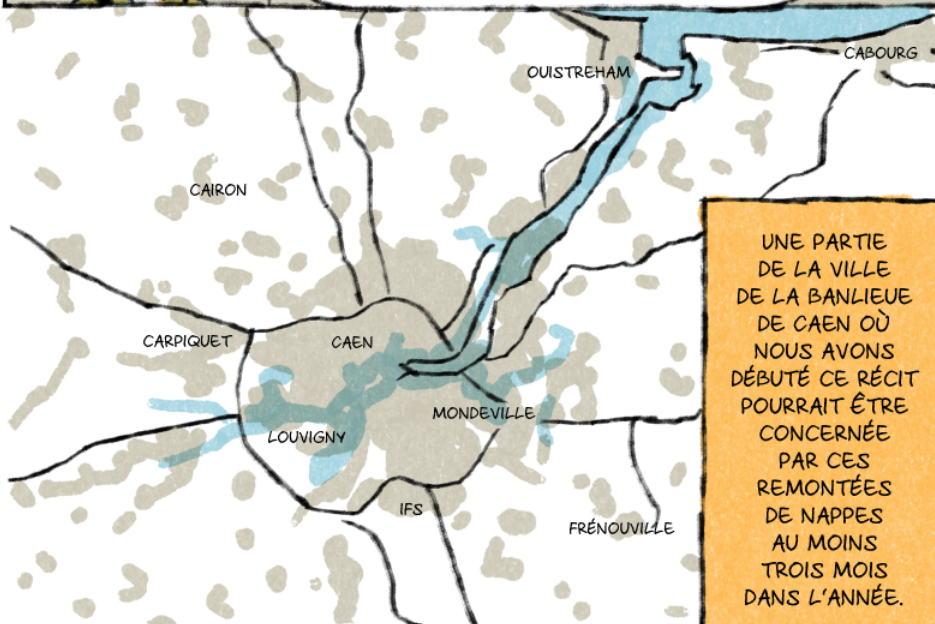 CABOURG
OUISTREHAM
CAIRON
CARPIQUET
CAEN
MONDEVILLE
LOUVIGNY
IFS
FRÉNOUVILLE
UNE PARTIE
DE LA VILLE
DE LA BANLIEUE
DE CAEN OÙ
NOUS AVONS
DÉBUTÉ CE RÉCIT
POURRAIT ÊTRE
CONCERNÉE
PAR CES
REMONTÉES
DE NAPPES
AU MOINS
TROIS MOIS
DANS L'ANNÉE.